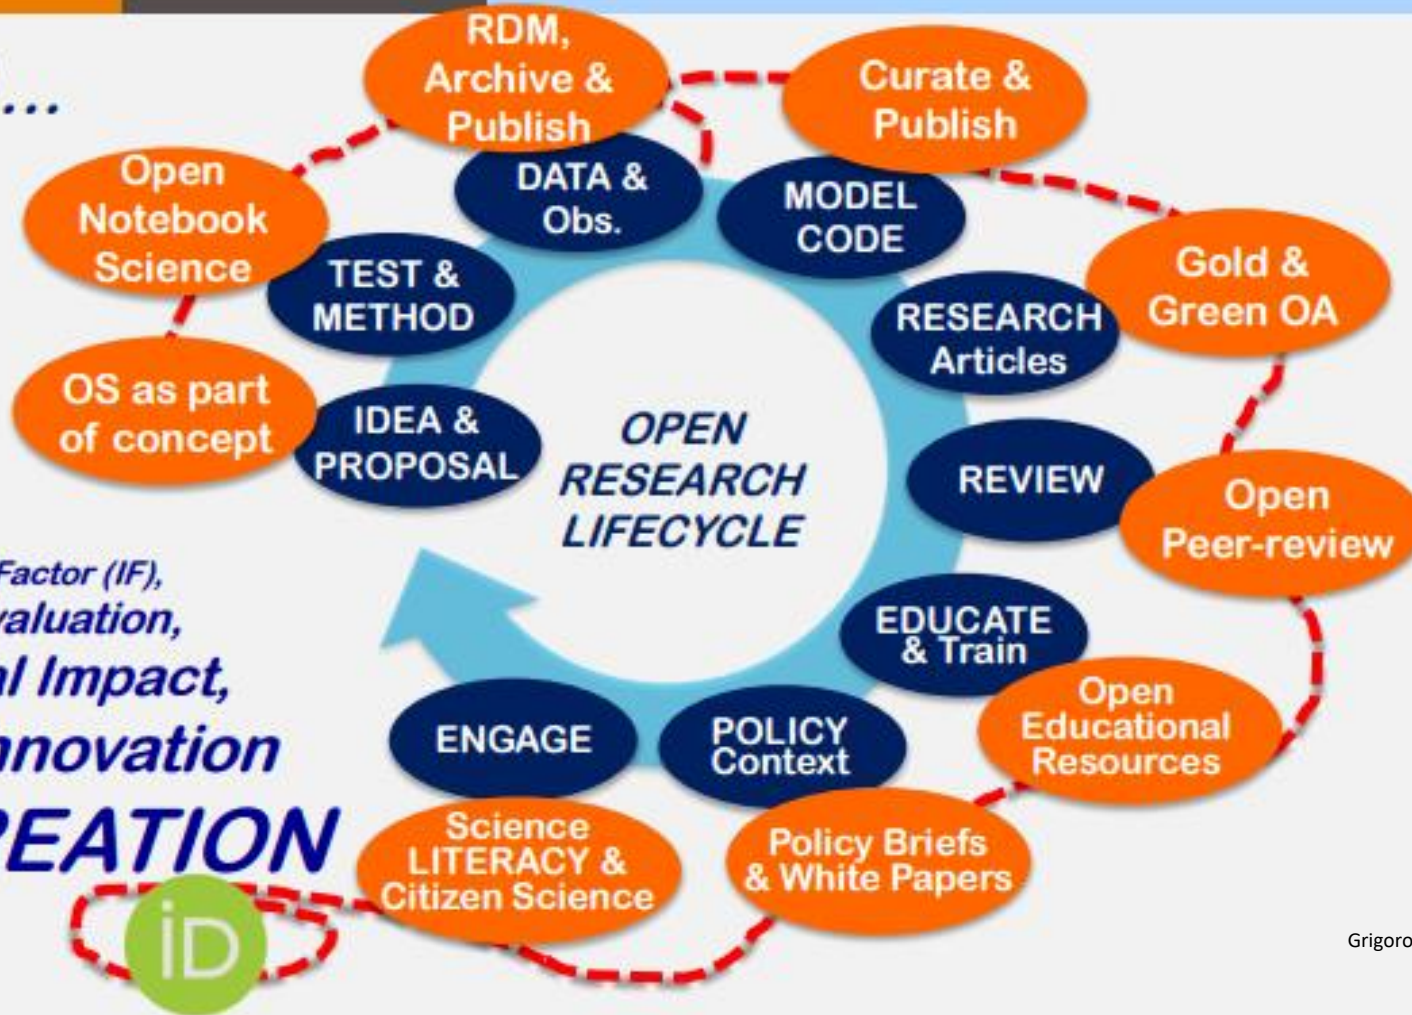 ...
RDM,
Archive &
Publish
Curate &
Publish
Open
Notebook
Science
DATA &
Obs.
MODEL
CODE
TEST &
METHOD
Gold &
Green OA
RESEARCH
Articles
OS as part
of concept
IDEA &
PROPOSAL
OPEN
RESEARCH
LIFECYCLE
REVIEW
Open
Peer-review
Factor (IF),
valuation,
al Impact,
nnovation
REATION
EDUCATE
& Train
Open
Educational
Resources
ENGAGE
POLICY
Context
Science
LITERACY &
Citizen Science
Policy Briefs
& White Papers
iD
Grigoro